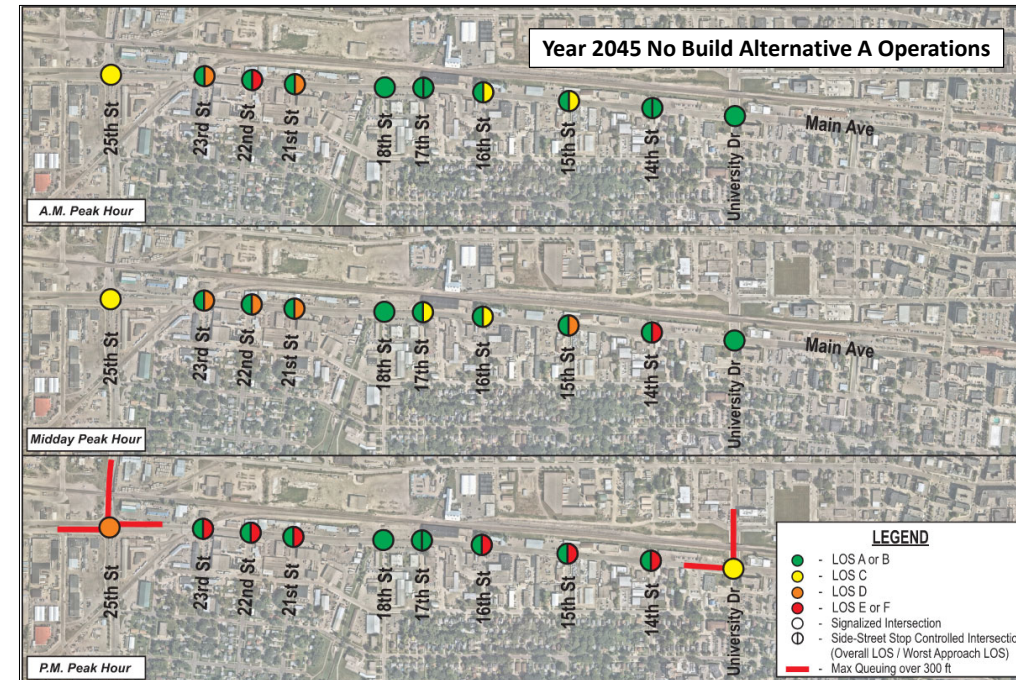 Year 2045 No Build Alternative A Operations
25th St
23rd St
22nd St
21st St
18th St
17th St
16th St
15th St
14th St
University Dr
Main Ave
A.M. Peak Hour
25th St
23rd St
22nd St
21st St
18th St
17th St
16th St
15th St
14th St
University Dr
Main Ave
Midday Peak Hour
25th St
23rd St
22nd St
21st St
18th St
17th St
16th St
15th St
14th St
University Dr
P.M. Peak Hour
LEGEND
- LOS A or B
- LOS C
- LOS D
- LOS E or F
- Signalized Intersection
- Side-Street Stop Controlled Intersectio
(Overall LOS / Worst Approach LOS)
- Max Queuing over 300 ft